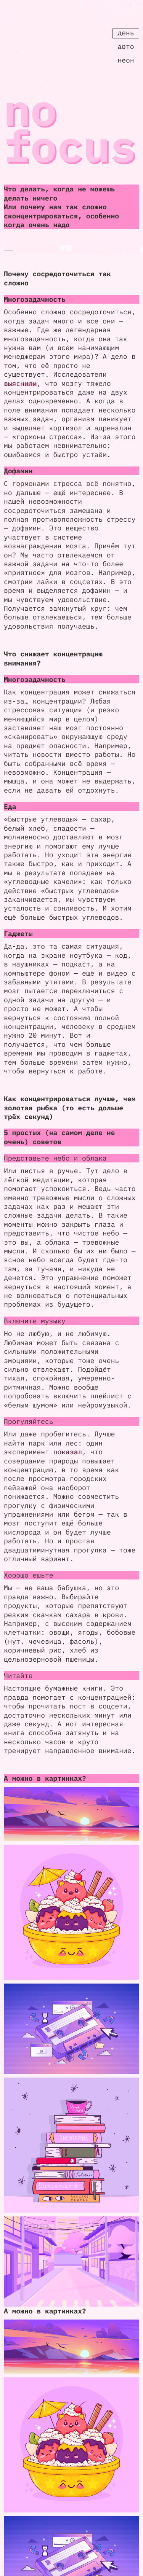 день
авто
неон
no
focus
Что делать, когда не можешь
делать ничего
Или почему нам так сложно
сконцентрироваться, особенно
когда очень надо
Почему сосредоточиться так
сложно
Многозадачность
Особенно сложно сосредоточиться,
когда задач много и все они —
важные. Где же легендарная
многозадачность, когда она так
нужна вам (и всем нанимающим
менеджерам этого мира)? А дело в
том, что её просто не
существует. Исследователи
выяснили, что мозгу тяжело
концентрироваться даже на двух
делах одновременно. А когда в
поле внимания попадает несколько
важных задач, организм паникует
и выделяет кортизол и адреналин
— «гормоны стресса». Из-за этого
мы работаем невнимательно:
ошибаемся и быстро устаём.
Дофамин
С гормонами стресса всё понятно,
но дальше — ещё интереснее. В
нашей невозможности
сосредоточиться замешана и
полная противоположность стрессу
— дофамин. Это вещество
участвует в системе
вознаграждения мозга. Причём тут
он? Мы часто отвлекаемся от
важной задачи на что-то более
«приятное» для мозгов. Например,
смотрим лайки в соцсетях. В это
время и выделяется дофамин — и
мы чувствуем удовольствие.
Получается замкнутый круг: чем
больше отвлекаешься, тем больше
удовольствия получаешь.
Что снижает концентрацию
внимания?
Многозадачность
Как концентрация может снижаться
из-за… концентрации? Любая
стрессовая ситуация (и резко
меняющийся мир в целом)
заставляет наш мозг постоянно
«сканировать» окружающую среду
на предмет опасности. Например,
читать новости вместо работы. Но
быть собранными всё время —
невозможно. Концентрация —
мышца, и она может не выдержать,
если не давать ей отдохнуть.
Еда
«Быстрые углеводы» — сахар,
белый хлеб, сладости —
молниеносно доставляют в мозг
энергию и помогают ему лучше
работать. Но уходит эта энергия
также быстро, как и приходит. А
мы в результате попадаем на
«углеводные качели»: как только
действие «быстрых углеводов»
заканчивается, мы чувствуем
усталость и сонливость. И хотим
ещё больше быстрых углеводов.
Гаджеты
Да-да, это та самая ситуация,
когда на экране ноутбука — код,
в наушниках — подкаст, а на
компьютере фоном — ещё и видео с
забавными утятами. В результате
мозг пытается переключиться с
одной задачи на другую — и
просто не может. А чтобы
вернуться к состоянию полной
концентрации, человеку в среднем
нужно 20 минут. Вот и
получается, что чем больше
времени мы проводим в гаджетах,
тем больше времени затем нужно,
чтобы вернуться к работе.
Как концентрироваться лучше, чем
золотая рыбка (то есть дольше
трёх секунд)
5 простых (на самом деле не
очень) советов
Представьте небо и облака
Или листья в ручье. Тут дело в
лёгкой медитации, которая
помогает успокоиться. Ведь часто
именно тревожные мысли о сложных
задачах как раз и мешают эти
сложные задачи делать. В такие
моменты можно закрыть глаза и
представить, что чистое небо —
это вы, а облака — тревожные
мысли. И сколько бы их ни было —
ясное небо всегда будет где-то
там, за тучами, и никуда не
денется. Это упражнение поможет
вернуться в настоящий момент, а
не волноваться о потенциальных
проблемах из будущего.
Включите музыку
Но не любую, и не любимую.
Любимая может быть связана с
сильными положительными
эмоциями, которые тоже очень
сильно отвлекают. Подойдёт
тихая, спокойная, умеренно-
ритмичная. Можно вообще
попробовать включить плейлист с
«белым шумом» или нейромузыкой.
Прогуляйтесь
Или даже пробегитесь. Лучше
найти парк или лес: один
эксперимент показал, что
созерцание природы повышает
концентрацию, в то время как
после просмотра городских
пейзажей она наоборот
понижается. Можно совместить
прогулку с физическими
упражнениями или бегом — так в
мозг поступит ещё больше
кислорода и он будет лучше
работать. Но и простая
двадцатиминутная прогулка — тоже
отличный вариант.
Хорошо ешьте
Мы — не ваша бабушка, но это
правда важно. Выбирайте
продукты, которые препятствуют
резким скачкам сахара в крови.
Например, с высоким содержанием
клетчатки: овощи, ягоды, бобовые
(нут, чечевица, фасоль),
коричневый рис, хлеб из
цельнозерновой пшеницы.
Читайте
Настоящие бумажные книги. Это
правда помогает с концентрацией:
чтобы прочитать пост в соцсети,
достаточно нескольких минут или
даже секунд. А вот интересная
книга способна затянуть и на
несколько часов и круто
тренирует направленное внимание.
А можно в картинках?
А можно в картинках?